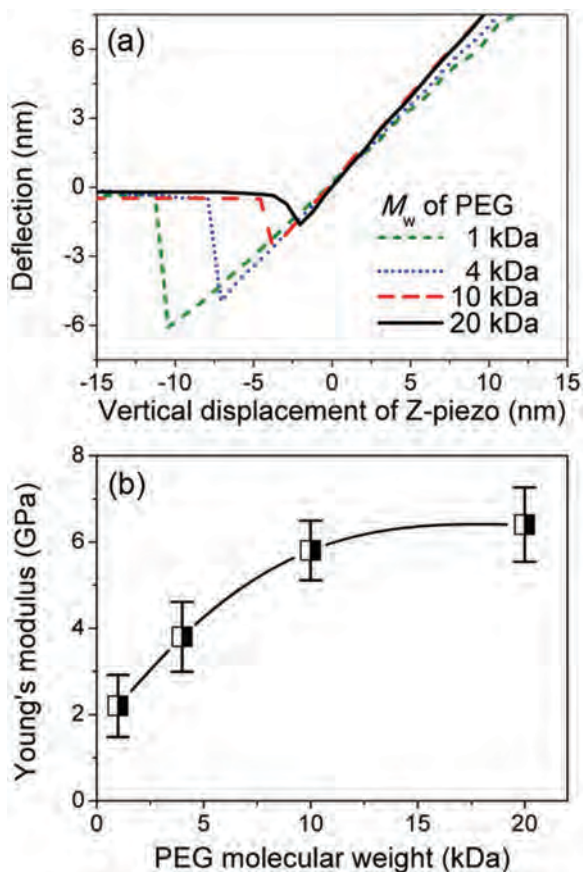 (a)
6
3
0
-3
-6
Deflection (nm)
Mw of PEG
1 kDa
4 kDa
10 kDa
20 kDa
-15 -10 -5 0 5 10 15
Vertical displacement of Z-piezo (nm)
(b)
8
6
4
2
0
Young's modulus (GPa)
0 5 10 15 20
PEG molecular weight (kDa)